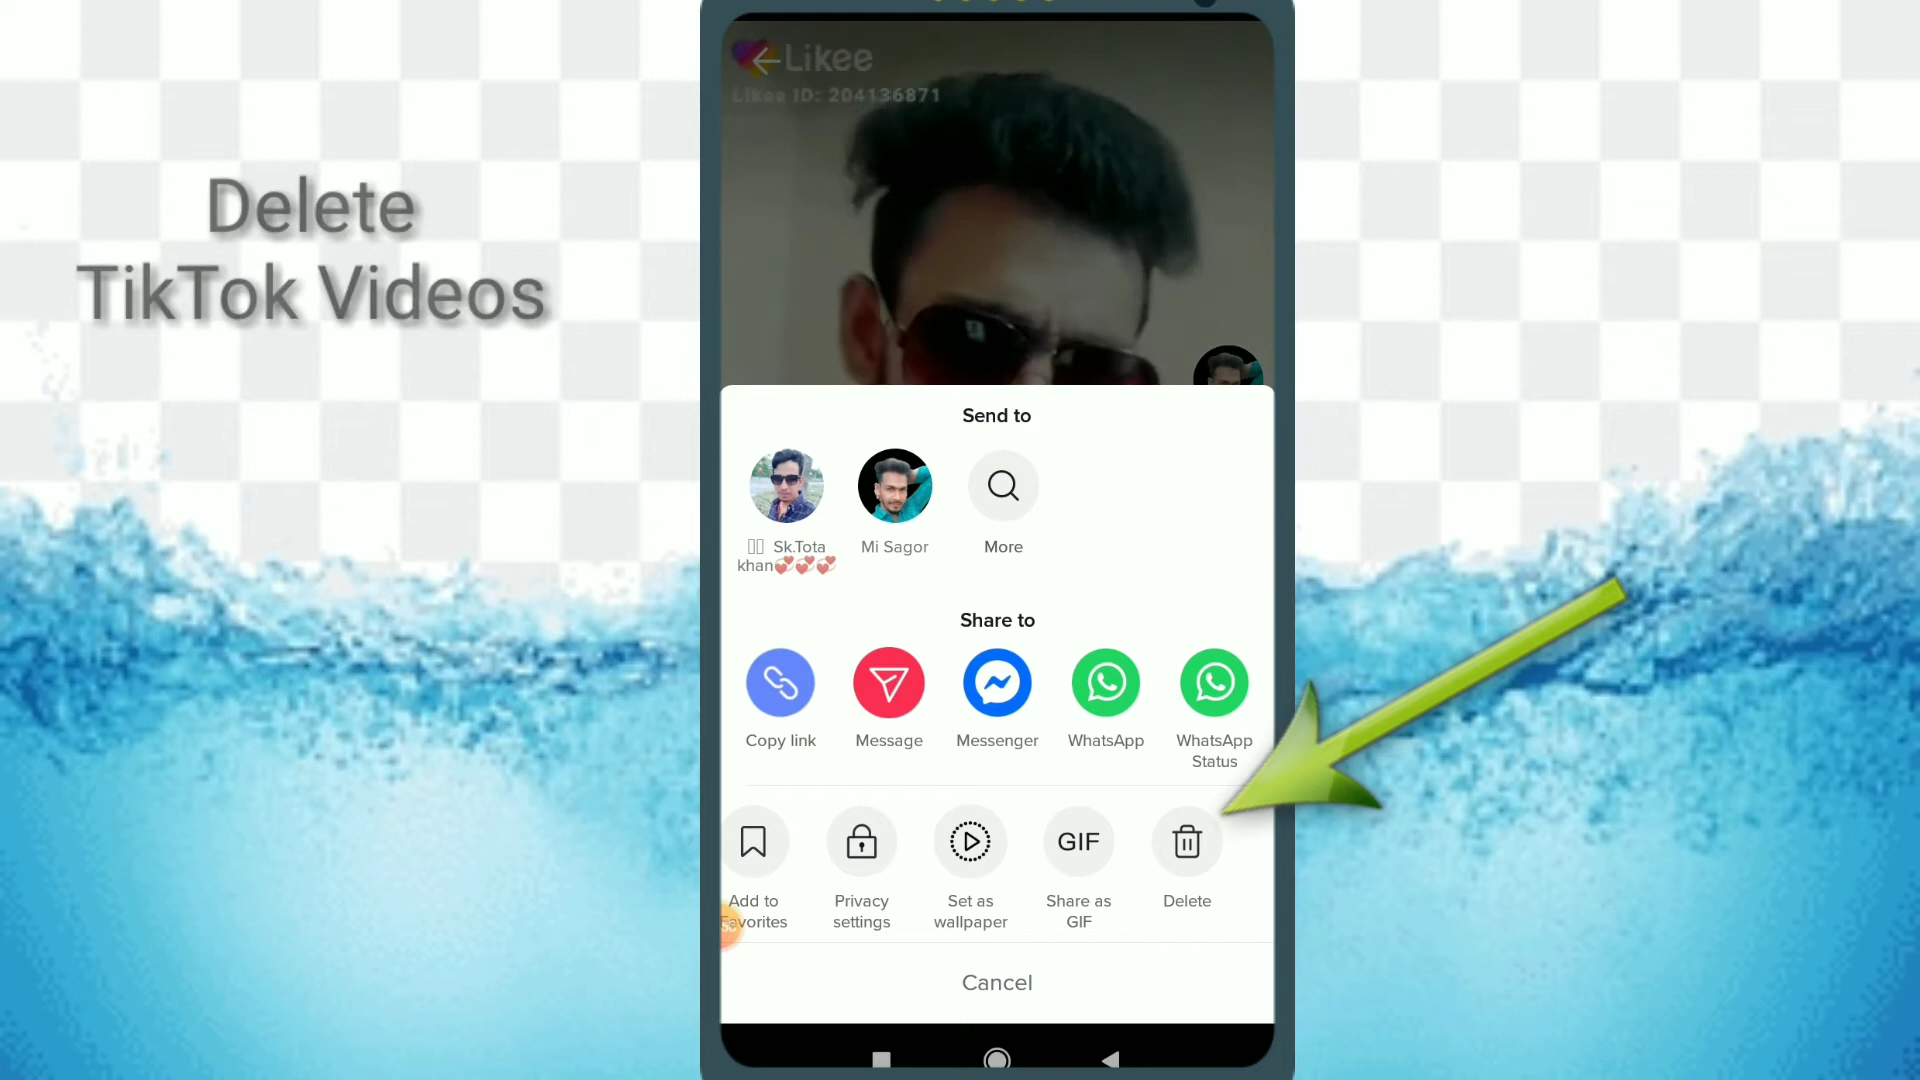 Likee
Likee ID: 204136871
Delete
TikTok Videos
Send to
Sk.Tota
khan💞💞💞
Mi Sagor
More
Share to
Copy link
Message
Messenger
WhatsApp
WhatsApp
Status
GIF
Add to
Favorites
Privacy
settings
Set as
wallpaper
Share as
GIF
Delete
Cancel